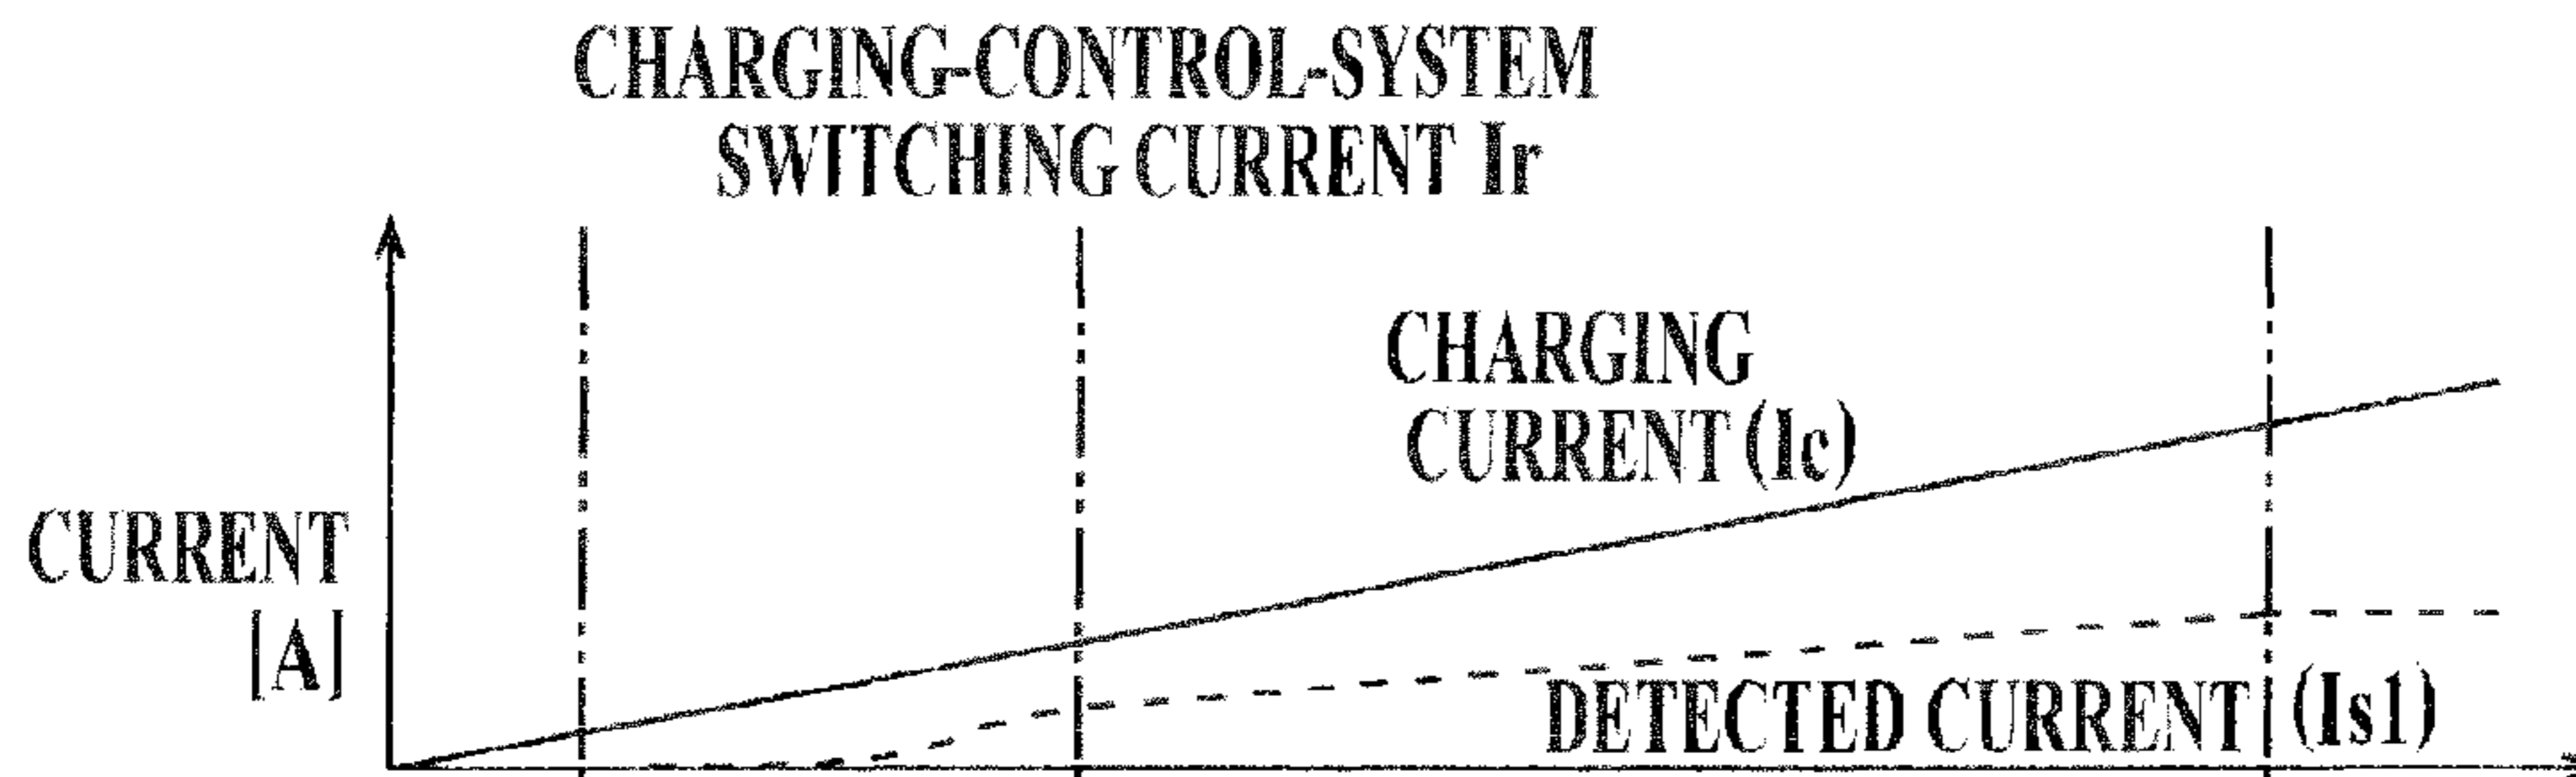 CHARGING-CONTROL-SYSTEM
SWITCHING CURRENT Ir
CHARGING
CURRENT (Ic)
CURRENT
[A]
DETECTED CURRENT (Is1)